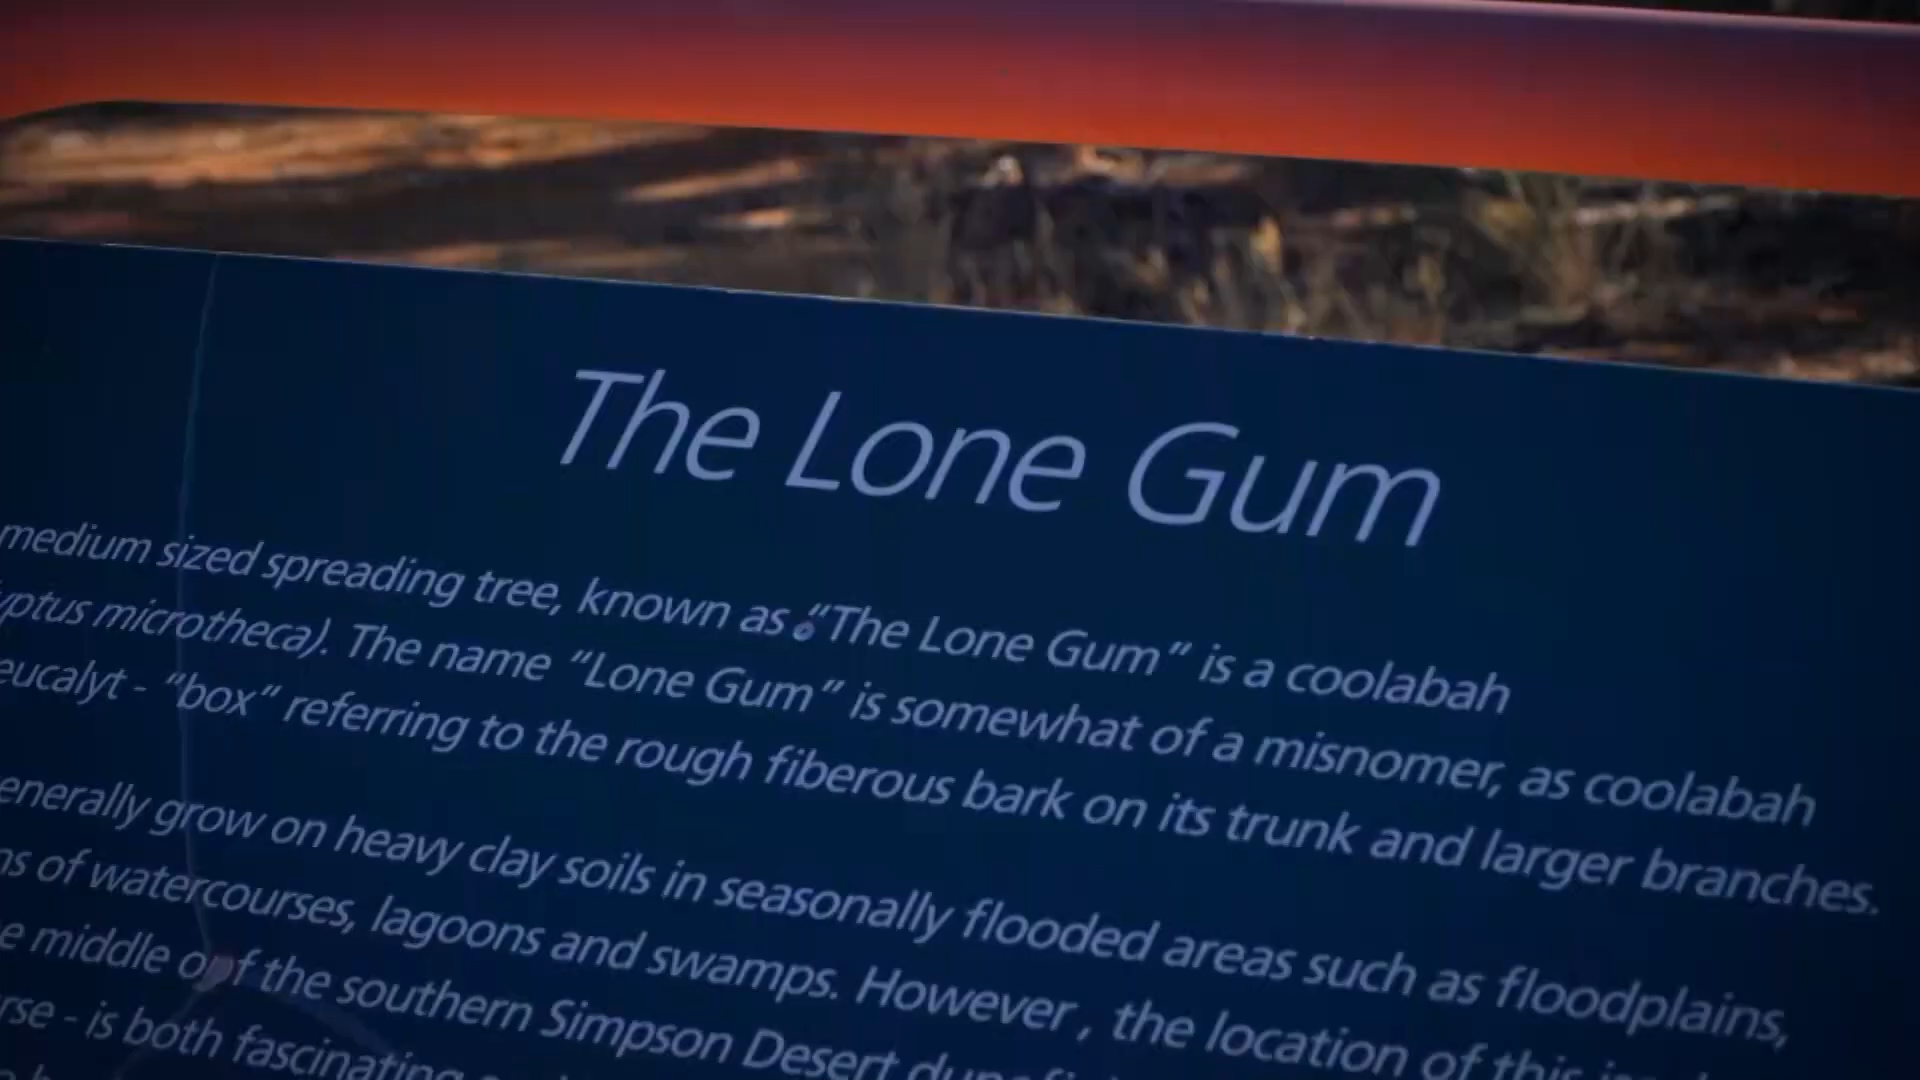 The Lone Gum
medium sized spreading tree, known as “The Lone Gum” is a coolabah
yptus microtheca). The name “Lone Gum” is somewhat of a misnomer, as coolabah
eucalyt - “box” referring to the rough fiberous bark on its trunk and larger branches.
enerally grow on heavy clay soils in seasonally flooded areas such as floodplains,
ns of watercourses, lagoons and swamps. However, the location of this
e middle opf the southern Simpson Desert
rse - is both fascinating